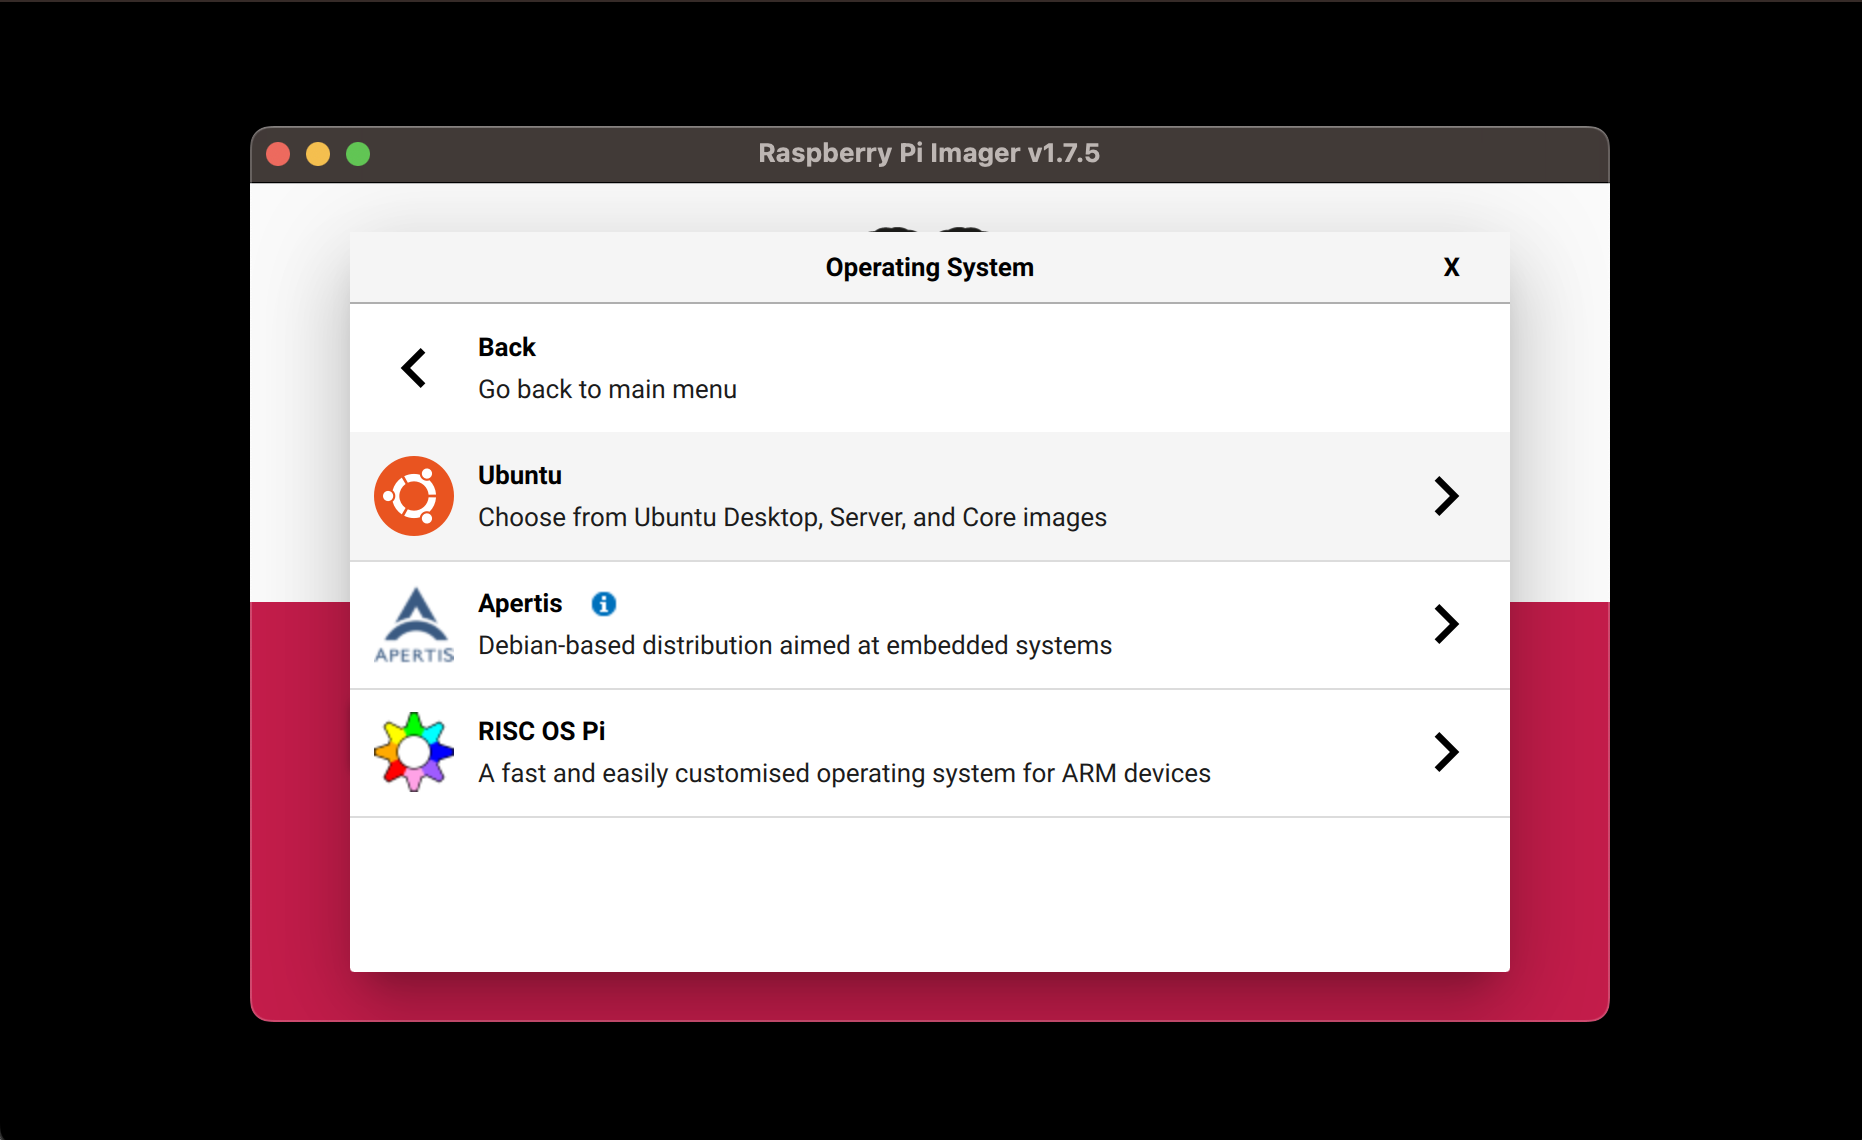 Raspberry Pi Imager v1.7.5
Operating System X
Back
Go back to main menu
Ubuntu
Choose from Ubuntu Desktop, Server, and Core images
Apertis
Debian-based distribution aimed at embedded systems
APERTIS
RISC OS Pi
A fast and easily customised operating system for ARM devices